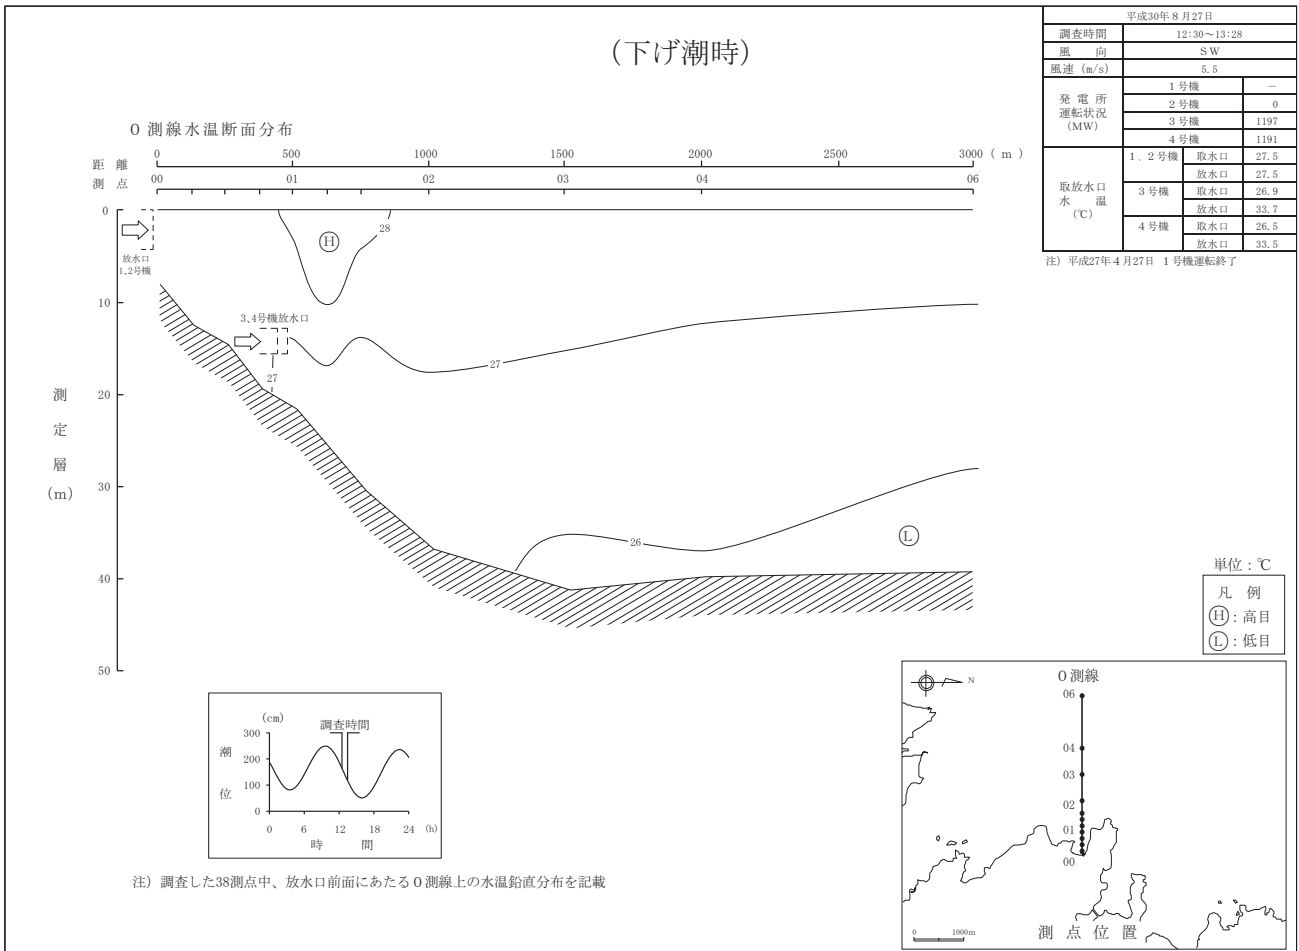 (下げ潮時)
平成30年8月27日
調査時間 12:30～13:28
風　向 SW
風速 (m/s) 5.5
発電所運転状況 (MW)
1号機 －
2号機 0
3号機 1197
4号機 1191
取放水口水温 (℃)
1、2号機 取水口 27.5
放水口 27.5
3号機 取水口 26.9
放水口 33.7
4号機 取水口 26.5
放水口 33.5
注）平成27年4月27日　1号機運転終了
0測線水温断面分布
距離 0 500 1000 1500 2000 2500 3000 (m)
測点 00 01 02 03 04 06
測定層 (m)
0
10
20
30
40
50
放水口
1,2号機
3、4号機放水口
H
28
27
27
26
L
単位：℃
凡　例
H：高目
L：低目
(cm)
調査時間
潮位
300
200
100
0
0 6 12 18 24 (h)
時　間
注）調査した38測点中、放水口前面にあたる0測線上の水温鉛直分布を記載
N
0測線
06
04
03
02
01
00
0 1000m
測点位置